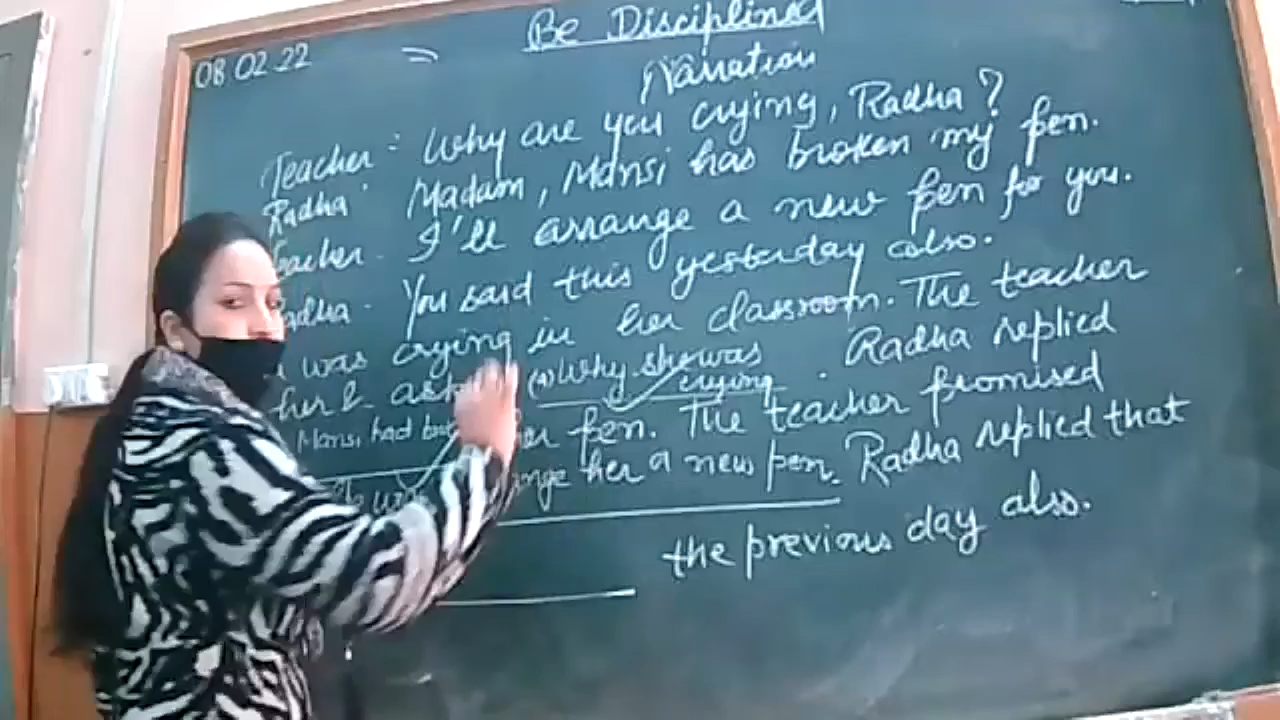 Be Disciplined
08.02.22
Narration
Teacher : Why are you crying, Radha?
Radha Madam, Mansi has broken my pen.
eacher - I'll arrange a new pen for you.
adha - You said this yesterday also.
was crying in her classroom. The teacher
her & (a) Why she was crying . Radha replied
Mansi had her pen. The teacher promised
her a new pen. Radha replied that
the previous day also.